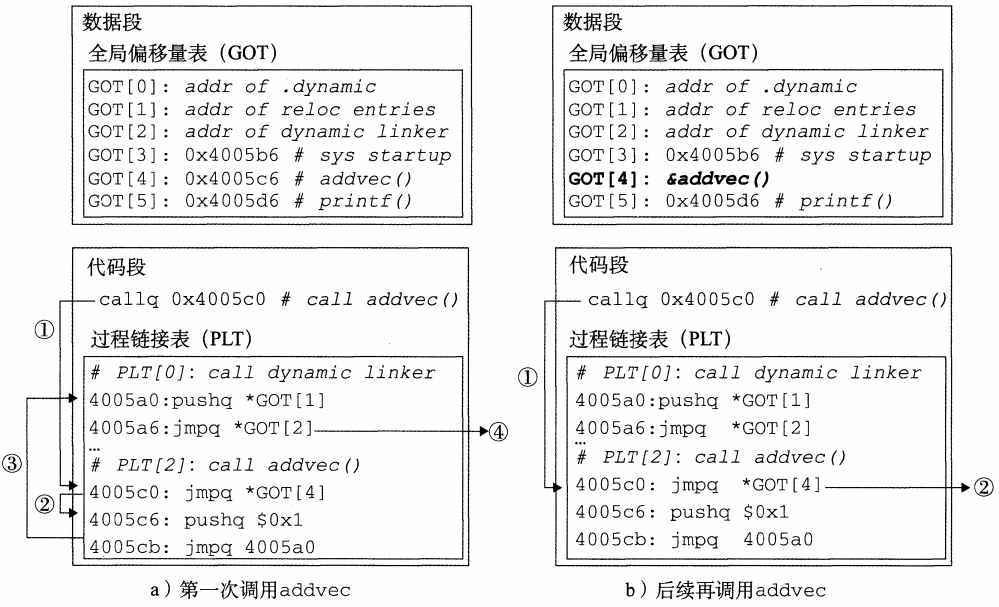 数据段
全局偏移量表（GOT）
GOT[0]: addr of .dynamic
GOT[1]: addr of reloc entries
GOT[2]: addr of dynamic linker
GOT[3]: 0x4005b6 # sys startup
GOT[4]: 0x4005c6 # addvec()
GOT[5]: 0x4005d6 # printf()
代码段
callq 0x4005c0 # call addvec()
①
过程链接表（PLT）
# PLT[0]: call dynamic linker
4005a0:pushq *GOT[1]
4005a6:jmpq *GOT[2]
④
…
③
# PLT[2]: call addvec()
4005c0: jmpq *GOT[4]
②
4005c6: pushq $0x1
4005cb: jmpq 4005a0
a）第一次调用addvec
数据段
全局偏移量表（GOT）
GOT[0]: addr of .dynamic
GOT[1]: addr of reloc entries
GOT[2]: addr of dynamic linker
GOT[3]: 0x4005b6 # sys startup
GOT[4]: &addvec()
GOT[5]: 0x4005d6 # printf()
代码段
callq 0x4005c0 # call addvec()
过程链接表（PLT）
①
# PLT[0]: call dynamic linker
4005a0:pushq *GOT[1]
4005a6:jmpq *GOT[2]
…
# PLT[2]: call addvec()
4005c0: jmpq *GOT[4]
②
4005c6: pushq $0x1
4005cb: jmpq 4005a0
b）后续再调用addvec